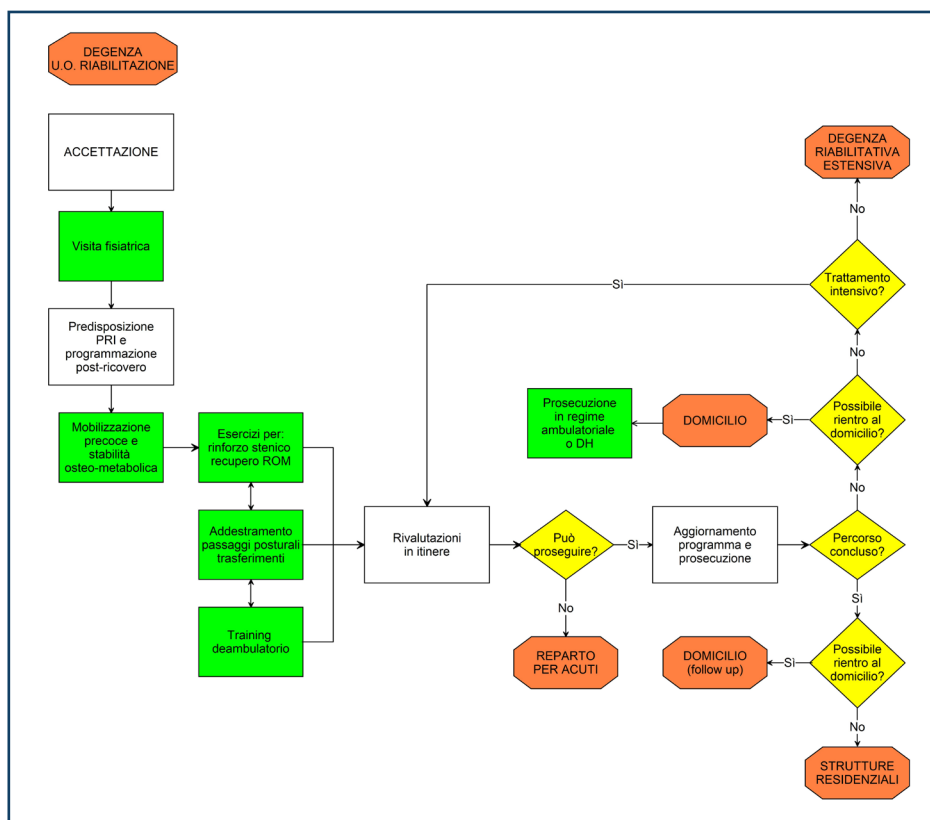 DEGENZA
U.O. RIABILITAZIONE
ACCETTAZIONE
Visita fisiatrica
Predisposizione
PRI e
programmazione
post-ricovero
Mobilizzazione
precoce e
stabilità
osteo-metabolica
Esercizi per:
rinforzo stenico
recupero ROM
Addestramento
passaggi posturali
trasferimenti
Training
deambulatorio
Rivalutazioni
in itinere
Può
proseguire?
Sì
No
REPARTO
PER ACUTI
Aggiornamento
programma e
prosecuzione
Percorso
concluso?
No
Possibile
rientro al
domicilio?
Sì
DOMICILIO
Prosecuzione
in regime
ambulatoriale
o DH
No
Trattamento
intensivo?
Sì
No
DEGENZA
RIABILITATIVA
ESTENSIVA
Sì
Possibile
rientro al
domicilio?
Sì
DOMICILIO
(follow up)
No
STRUTTURE
RESIDENZIALI